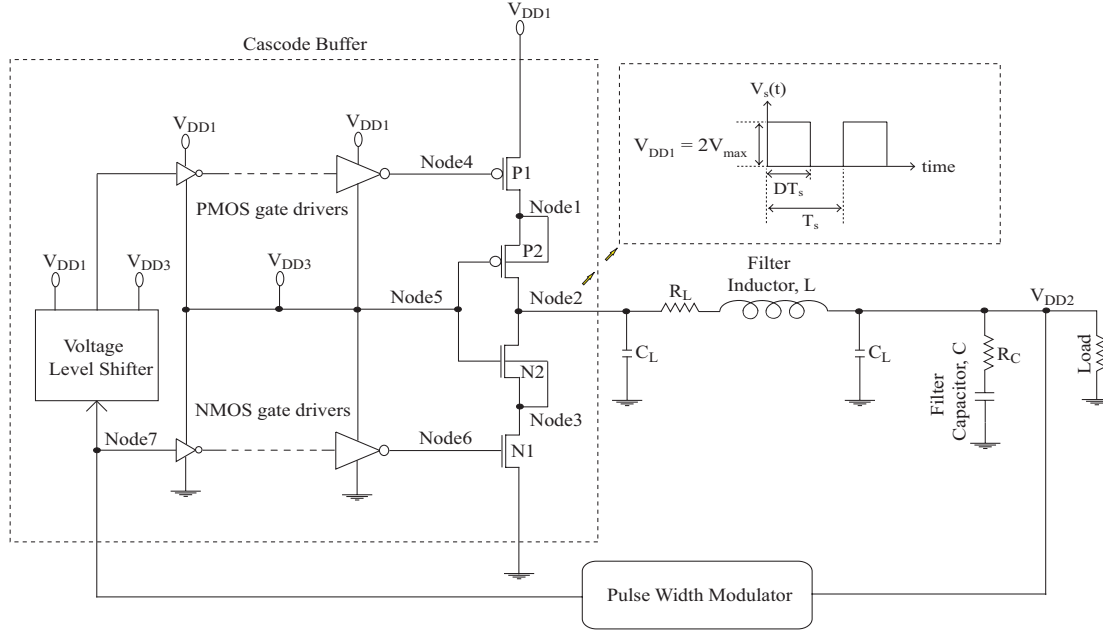 V_DD1
Cascode Buffer
V_DD1
V_DD1
Node4
P1
PMOS gate drivers
Node1
V_DD1
V_DD3
V_DD3
P2
Node5
Node2
Voltage
Level Shifter
N2
NMOS gate drivers
Node3
Node7
Node6
N1
V_s(t)
V_DD1 = 2V_max
time
DT_s
T_s
R_L
Filter
Inductor, L
V_DD2
C_L
C_L
R_C
Filter
Capacitor, C
Load
Pulse Width Modulator